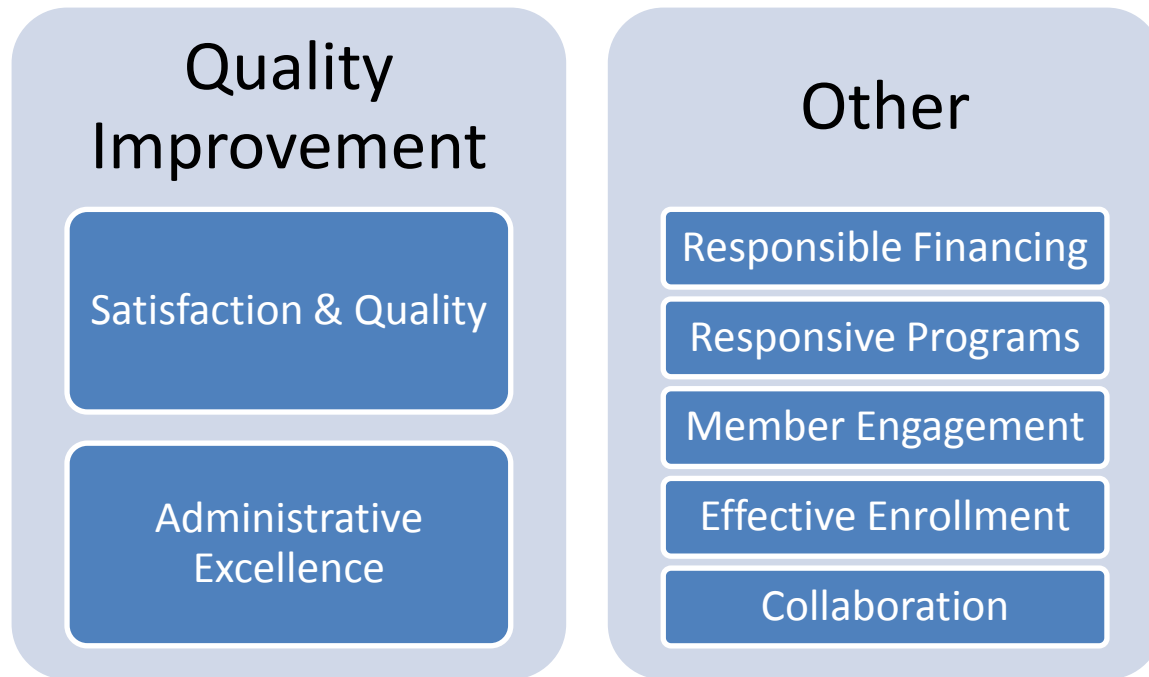 Quality
Improvement
Satisfaction & Quality
Administrative
Excellence
Other
Responsible Financing
Responsive Programs
Member Engagement
Effective Enrollment
Collaboration